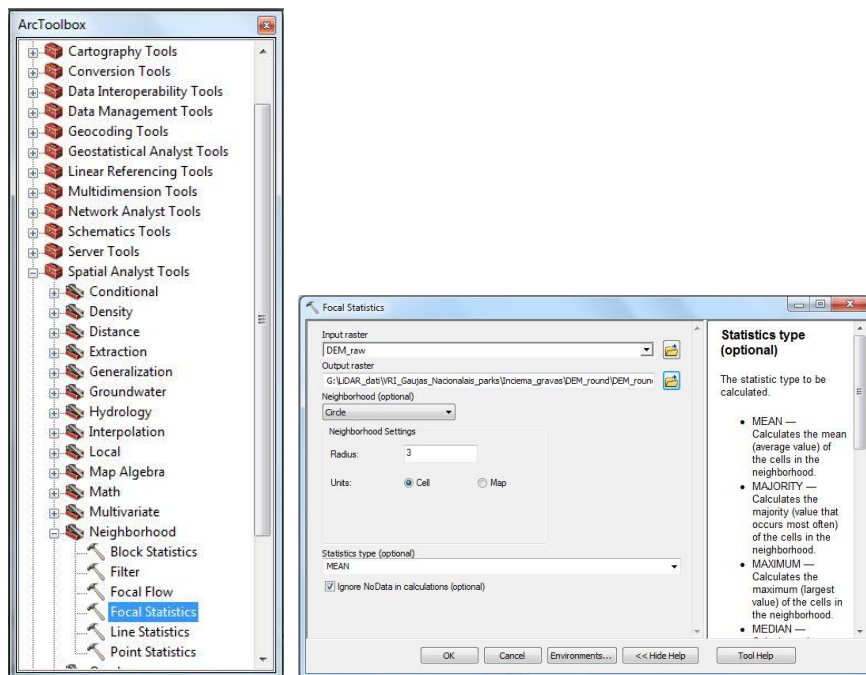 ArcToolbox
Cartography Tools
Conversion Tools
Data Interoperability Tools
Data Management Tools
Geocoding Tools
Geostatistical Analyst Tools
Linear Referencing Tools
Multidimension Tools
Network Analyst Tools
Schematics Tools
Server Tools
Spatial Analyst Tools
Conditional
Density
Distance
Extraction
Generalization
Groundwater
Hydrology
Interpolation
Local
Map Algebra
Math
Multivariate
Neighborhood
Block Statistics
Filter
Focal Flow
Focal Statistics
Line Statistics
Point Statistics
Focal Statistics
Input raster
DEM_raw
Output raster
G:\LiDAR_dati\VRI_Gaujas_Nacionalais_parks\Inciema_gravas\DEM_round\DEM_roun
Neighborhood (optional)
Circle
Neighborhood Settings
Radius: 3
Units: Cell Map
Statistics type (optional)
MEAN
Ignore NoData in calculations (optional)
OK Cancel Environments... << Hide Help Tool Help
Statistics type
(optional)
The statistic type to be
calculated.
• MEAN —
Calculates the mean
(average value) of
the cells in the
neighborhood.
• MAJORITY —
Calculates the
majority (value that
occurs most often)
of the cells in the
neighborhood.
• MAXIMUM —
Calculates the
maximum (largest
value) of the cells in
the neighborhood.
• MEDIAN —